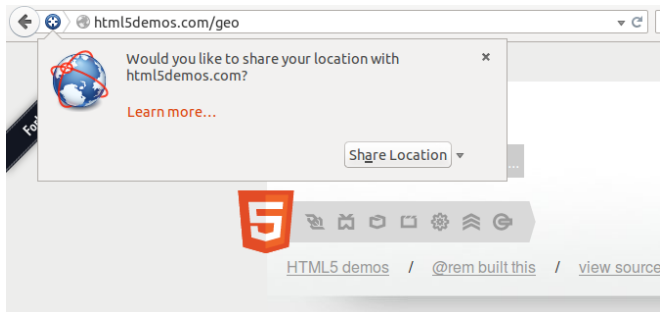 html5demos.com/geo
Would you like to share your location with
html5demos.com?
Learn more...
Share Location
...
HTML5 demos / @rem built this / view source